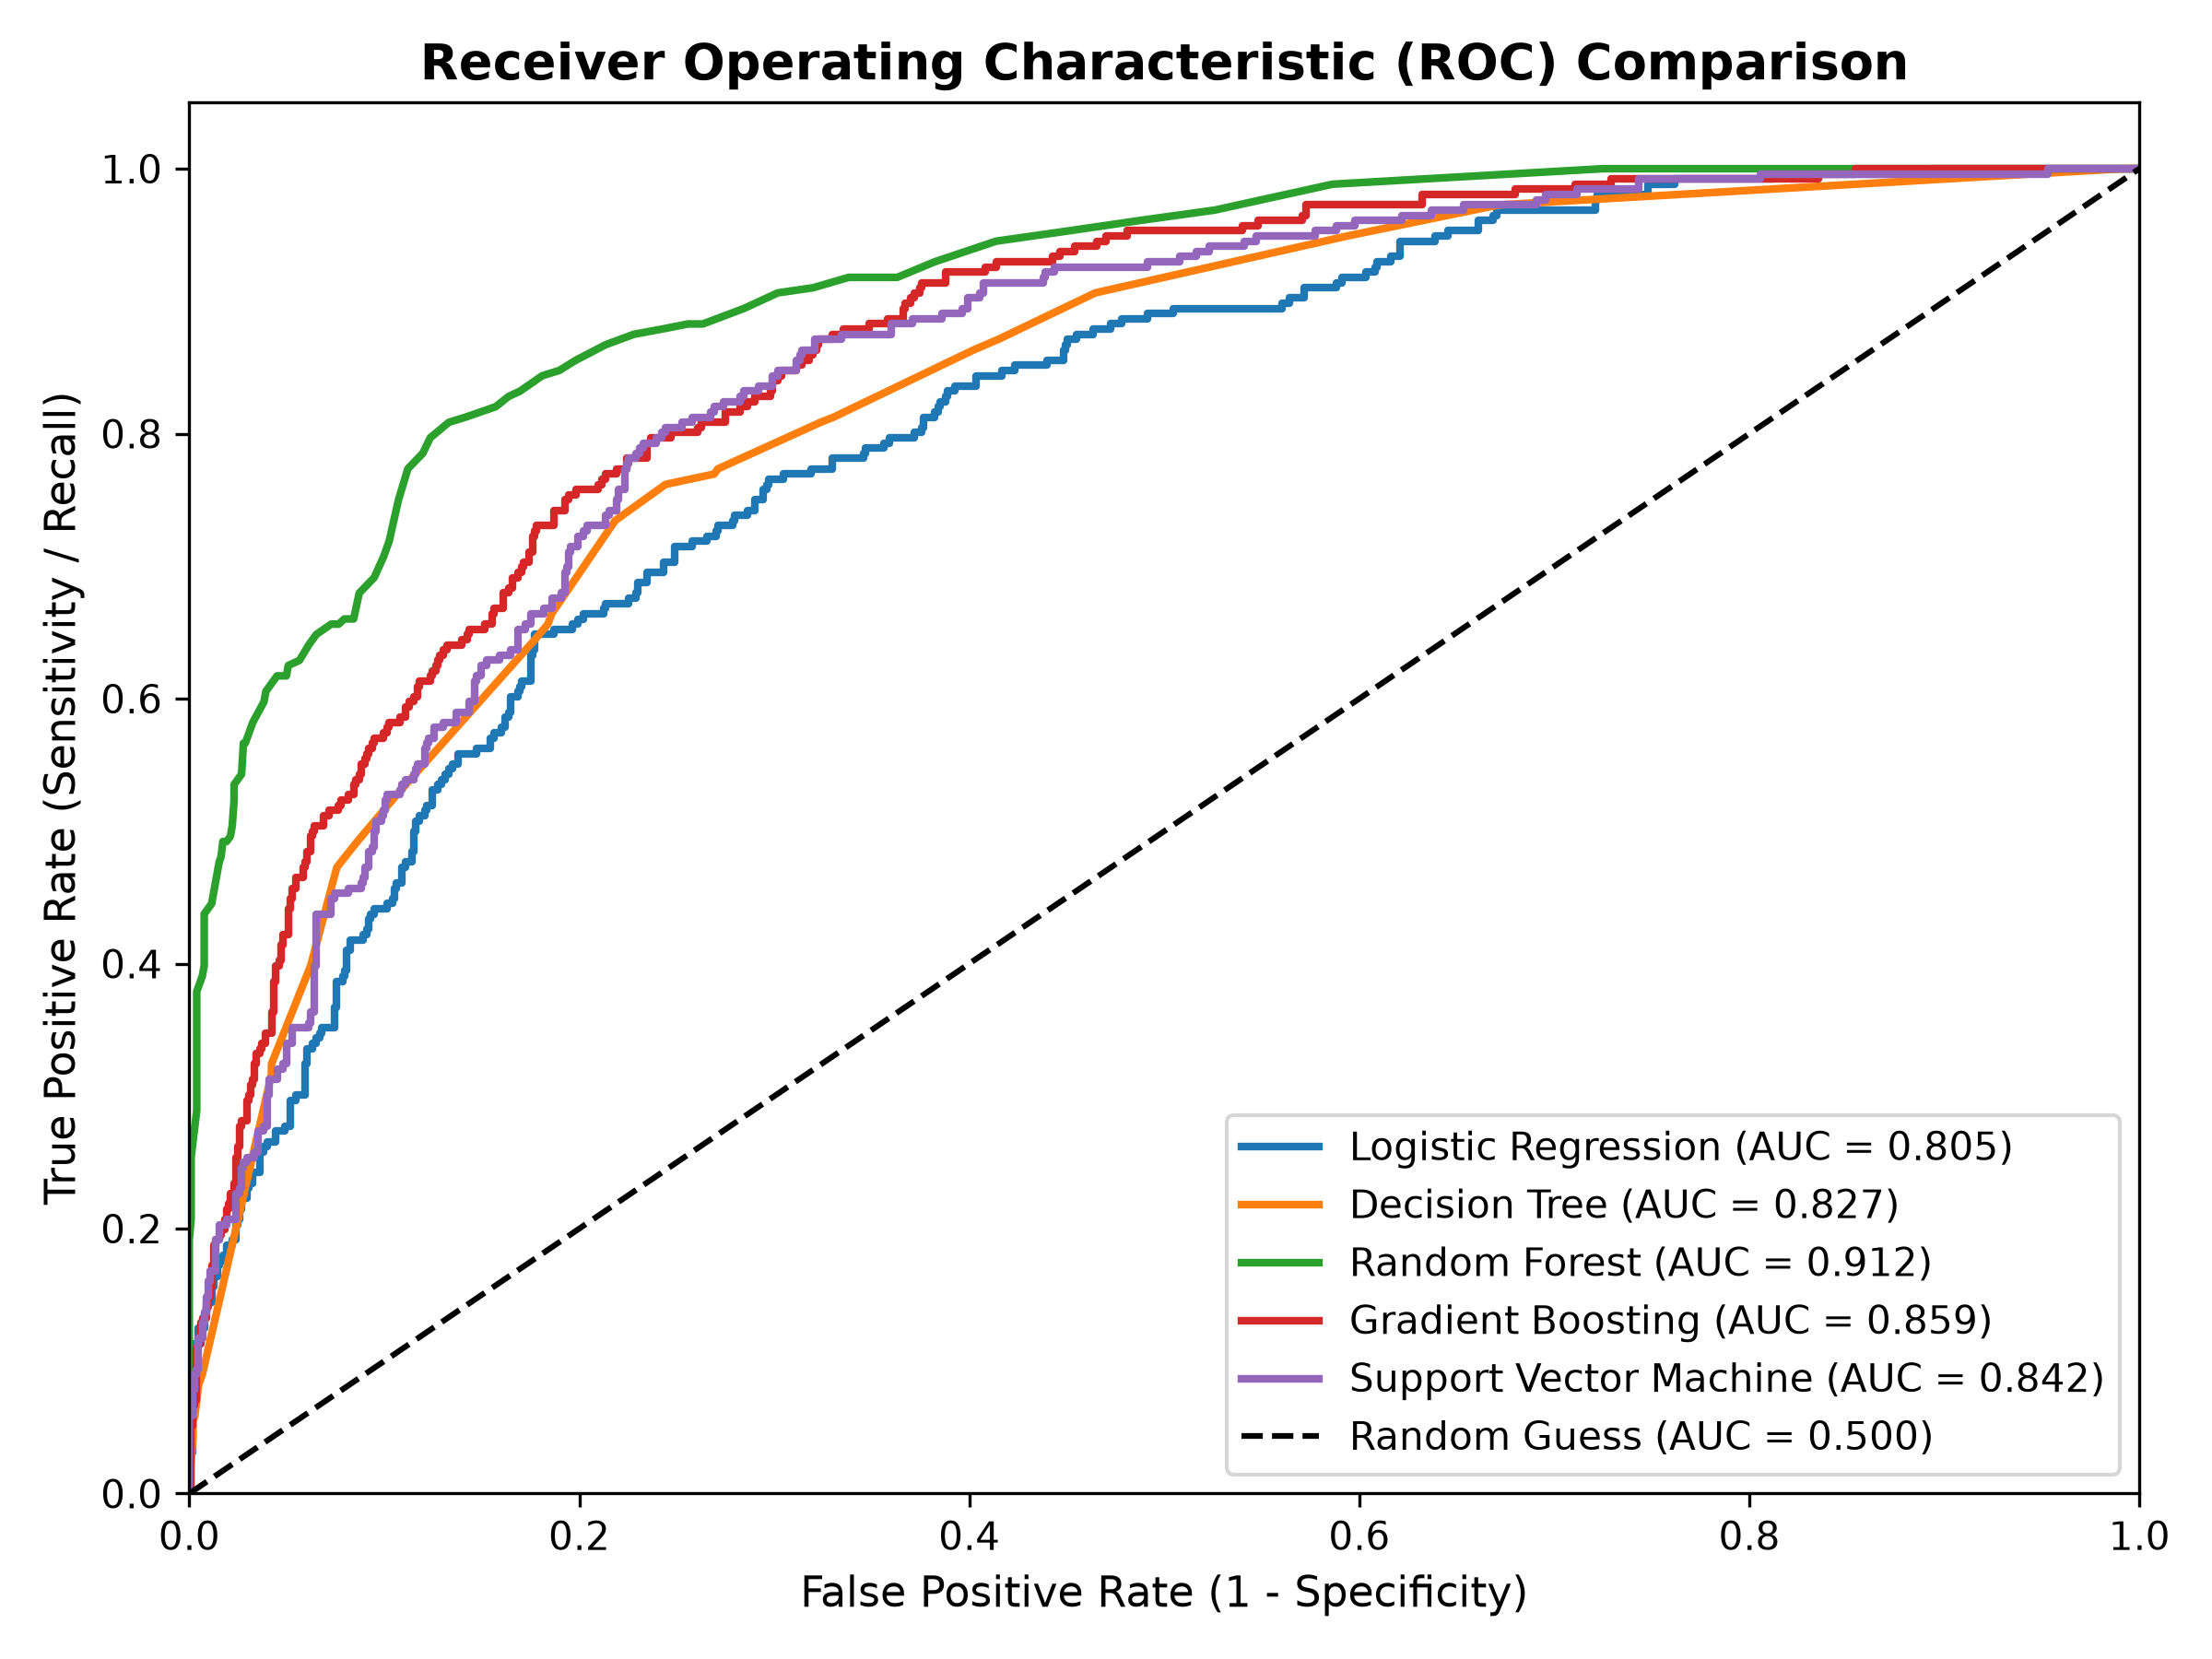 Receiver Operating Characteristic (ROC) Comparison
True Positive Rate (Sensitivity / Recall)
1.0
0.8
0.6
0.4
0.2
0.0
Logistic Regression (AUC = 0.805)
Decision Tree (AUC = 0.827)
Random Forest (AUC = 0.912)
Gradient Boosting (AUC = 0.859)
Support Vector Machine (AUC = 0.842)
Random Guess (AUC = 0.500)
0.0 0.2 0.4 0.6 0.8 1.0
False Positive Rate (1 - Specificity)